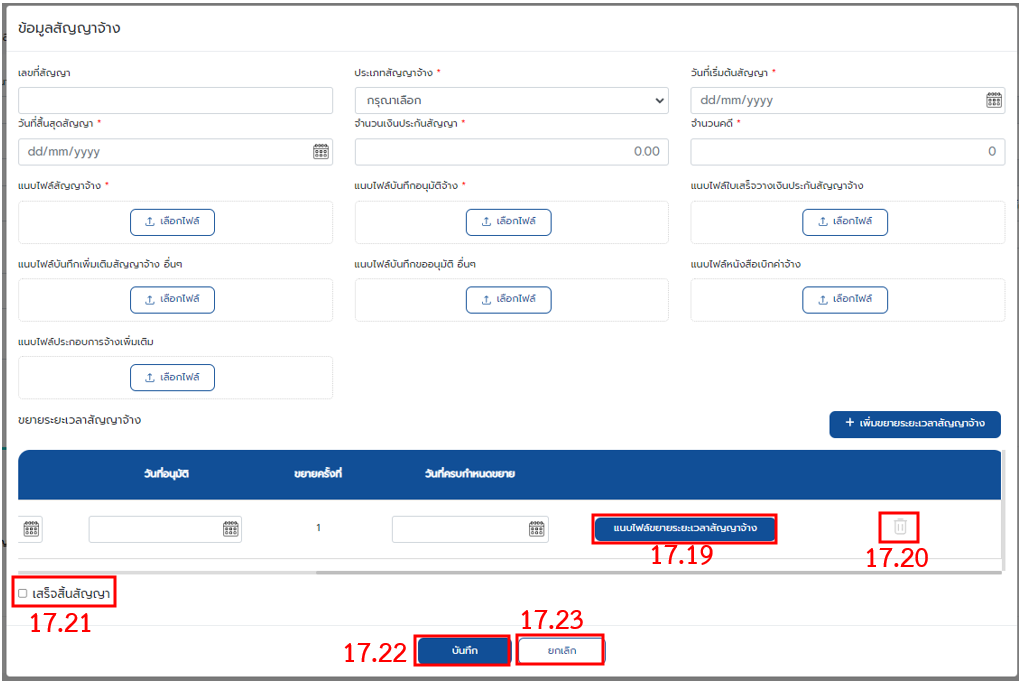 ข้อมูลสัญญาจ้าง
เลขที่สัญญา
ประเภทสัญญาจ้าง *
วันที่เริ่มต้นสัญญา *
กรุณาเลือก
dd/mm/yyyy
วันที่สิ้นสุดสัญญา *
จำนวนเงินประกันสัญญา *
จำนวนคดี *
dd/mm/yyyy
0.00
0
แนบไฟล์สัญญาจ้าง *
แนบไฟล์บันทึกอนุมัติจ้าง *
แนบไฟล์ใบเสร็จวางเงินประกันสัญญาจ้าง
เลือกไฟล์
เลือกไฟล์
เลือกไฟล์
แนบไฟล์บันทึกเพิ่มเติมสัญญาจ้าง อื่นๆ
แนบไฟล์บันทึกขออนุมัติ อื่นๆ
แนบไฟล์หนังสือเบิกค่าจ้าง
เลือกไฟล์
เลือกไฟล์
เลือกไฟล์
แนบไฟล์ประกอบการจ้างเพิ่มเติม
เลือกไฟล์
ขยายระยะเวลาสัญญาจ้าง
+ เพิ่มขยายระยะเวลาสัญญาจ้าง
วันที่อนุมัติ
ขยายครั้งที่
วันที่ครบกำหนดขยาย
1
แนบไฟล์ขยายระยะเวลาสัญญาจ้าง
17.19
17.20
เสร็จสิ้นสัญญา
17.21
17.22
บันทึก
17.23
ยกเลิก